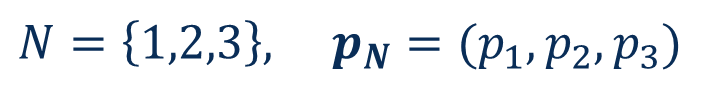 N = {1,2,3}, p_N = (p_1, p_2, p_3)